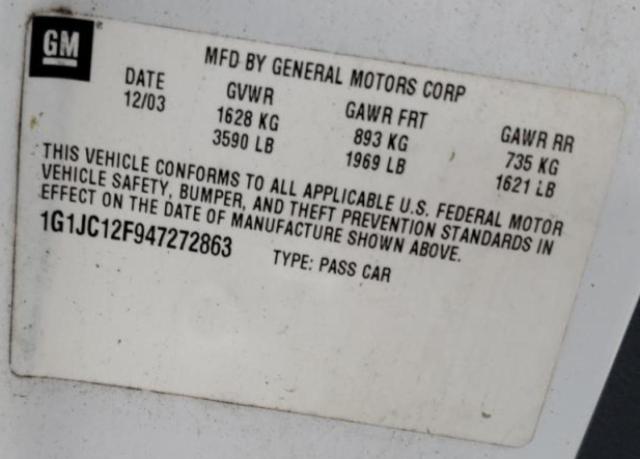 GM
MFD BY GENERAL MOTORS CORP
DATE GVWR GAWR FRT GAWR RR
12/03 1628 KG 893 KG 735 KG
3590 LB 1969 LB 1621 LB
THIS VEHICLE CONFORMS TO ALL APPLICABLE U.S. FEDERAL MOTOR
VEHICLE SAFETY, BUMPER, AND THEFT PREVENTION STANDARDS IN
EFFECT ON THE DATE OF MANUFACTURE SHOWN ABOVE.
1G1JC12F947272863 TYPE: PASS CAR